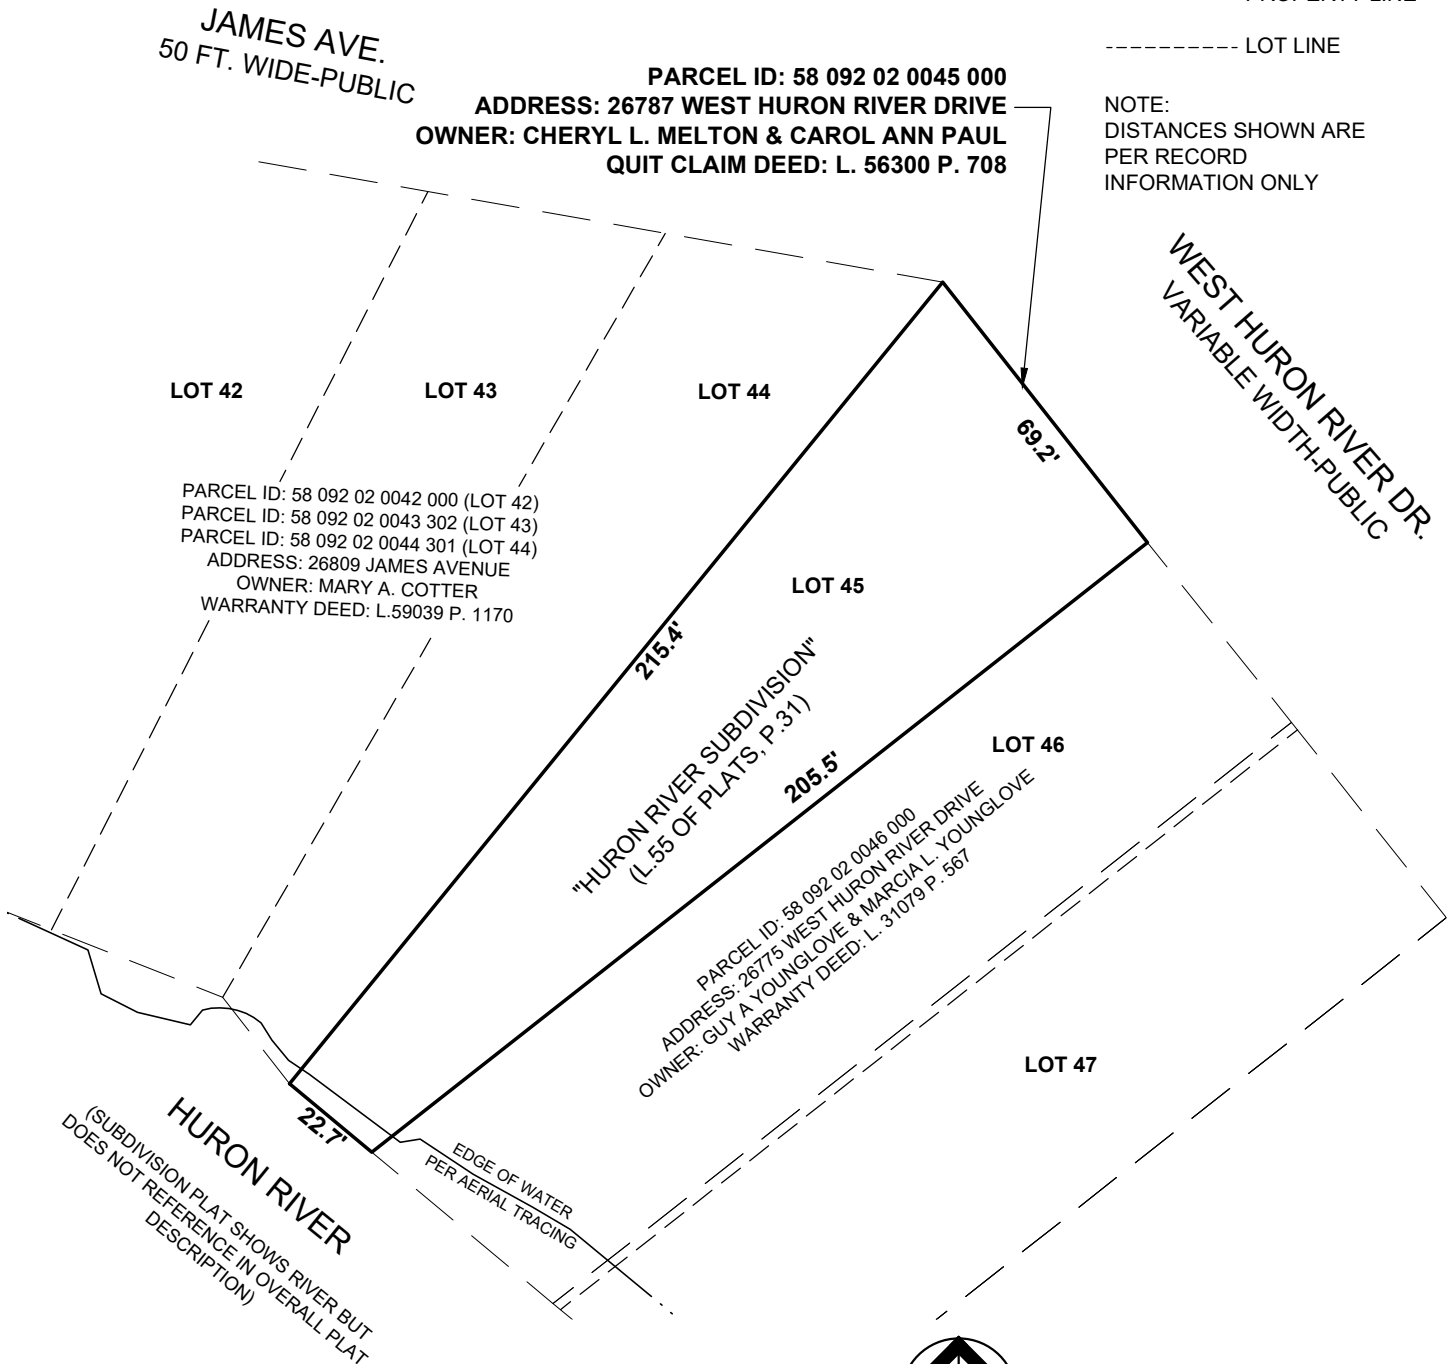 PROPERTY LINE
LOT LINE
NOTE:
DISTANCES SHOWN ARE
PER RECORD
INFORMATION ONLY
JAMES AVE.
50 FT. WIDE-PUBLIC
PARCEL ID: 58 092 02 0045 000
ADDRESS: 26787 WEST HURON RIVER DRIVE
OWNER: CHERYL L. MELTON & CAROL ANN PAUL
QUIT CLAIM DEED: L. 56300 P. 708
WEST HURON RIVER DR.
VARIABLE WIDTH-PUBLIC
LOT 42
LOT 43
LOT 44
69.2'
PARCEL ID: 58 092 02 0042 000 (LOT 42)
PARCEL ID: 58 092 02 0043 302 (LOT 43)
PARCEL ID: 58 092 02 0044 301 (LOT 44)
ADDRESS: 26809 JAMES AVENUE
OWNER: MARY A. COTTER
WARRANTY DEED: L.59039 P. 1170
LOT 45
215.4'
"HURON RIVER SUBDIVISION"
(L.55 OF PLATS, P.31)
205.5'
LOT 46
PARCEL ID: 58 092 02 0046 000
ADDRESS: 26775 WEST HURON RIVER DRIVE
OWNER: GUY A YOUNGLOVE & MARCIA L. YOUNGLOVE
WARRANTY DEED: L. 31079 P. 567
LOT 47
22.7'
EDGE OF WATER
PER AERIAL TRACING
HURON RIVER
(SUBDIVISION PLAT SHOWS RIVER BUT
DOES NOT REFERENCE IN OVERALL PLAT
DESCRIPTION)